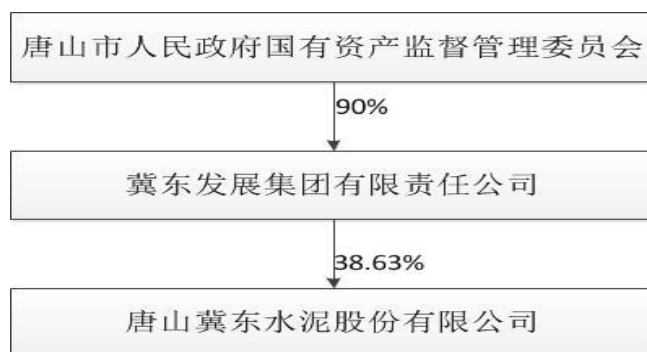 唐山市人民政府国有资产监督管理委员会
90%
冀东发展集团有限责任公司
38.63%
唐山冀东水泥股份有限公司